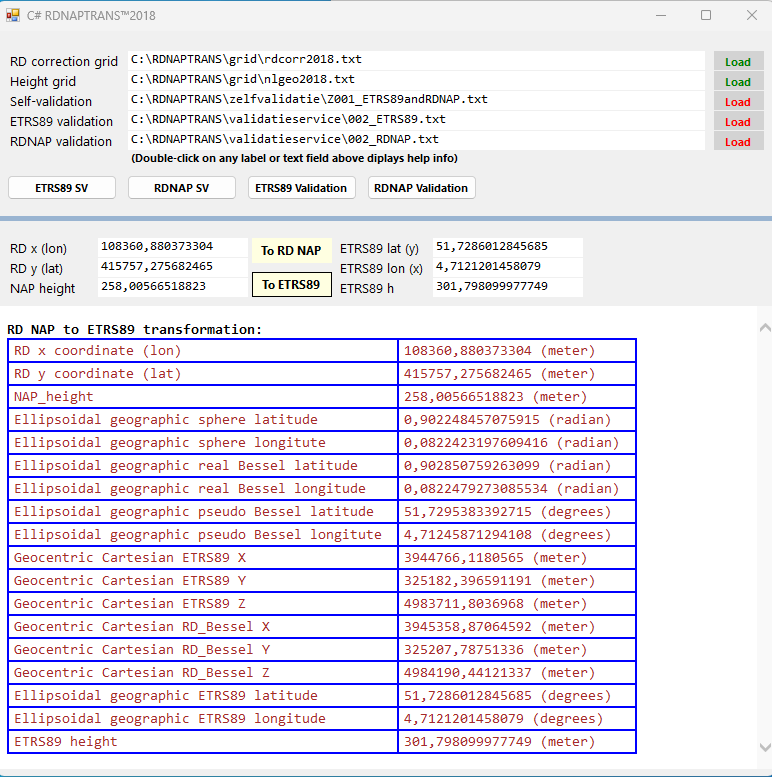 C# RDNAPTRANS™2018
RD correction grid C:\RDNAPTRANS\grid\rdcorr2018.txt Load
Height grid C:\RDNAPTRANS\grid\nlgeo2018.txt Load
Self-validation C:\RDNAPTRANS\zelfvalidatie\Z001_ETRS89andRDNAP.txt Load
ETRS89 validation C:\RDNAPTRANS\validatieservice\002_ETRS89.txt Load
RDNAP validation C:\RDNAPTRANS\validatieservice\002_RDNAP.txt Load
(Double-click on any label or text field above diplays help info)
ETRS89 SV RDNAP SV ETRS89 Validation RDNAP Validation
RD x (lon) 108360,880373304 To RD NAP ETRS89 lat (y) 51,7286012845685
RD y (lat) 415757,275682465 To ETRS89 ETRS89 lon (x) 4,7121201458079
NAP height 258,00566518823 ETRS89 h 301,798099977749
RD NAP to ETRS89 transformation:
RD x coordinate (lon) 108360,880373304 (meter)
RD y coordinate (lat) 415757,275682465 (meter)
NAP_height 258,00566518823 (meter)
Ellipsoidal geographic sphere latitude 0,902248457075915 (radian)
Ellipsoidal geographic sphere longitute 0,0822423197609416 (radian)
Ellipsoidal geographic real Bessel latitude 0,902850759263099 (radian)
Ellipsoidal geographic real Bessel longitude 0,0822479273085534 (radian)
Ellipsoidal geographic pseudo Bessel latitude 51,7295383392715 (degrees)
Ellipsoidal geographic pseudo Bessel longitute 4,71245871294108 (degrees)
Geocentric Cartesian ETRS89 X 3944766,1180565 (meter)
Geocentric Cartesian ETRS89 Y 325182,396591191 (meter)
Geocentric Cartesian ETRS89 Z 4983711,8036968 (meter)
Geocentric Cartesian RD_Bessel X 3945358,87064592 (meter)
Geocentric Cartesian RD_Bessel Y 325207,78751336 (meter)
Geocentric Cartesian RD_Bessel Z 4984190,44121337 (meter)
Ellipsoidal geographic ETRS89 latitude 51,7286012845685 (degrees)
Ellipsoidal geographic ETRS89 longitude 4,7121201458079 (degrees)
ETRS89 height 301,798099977749 (meter)